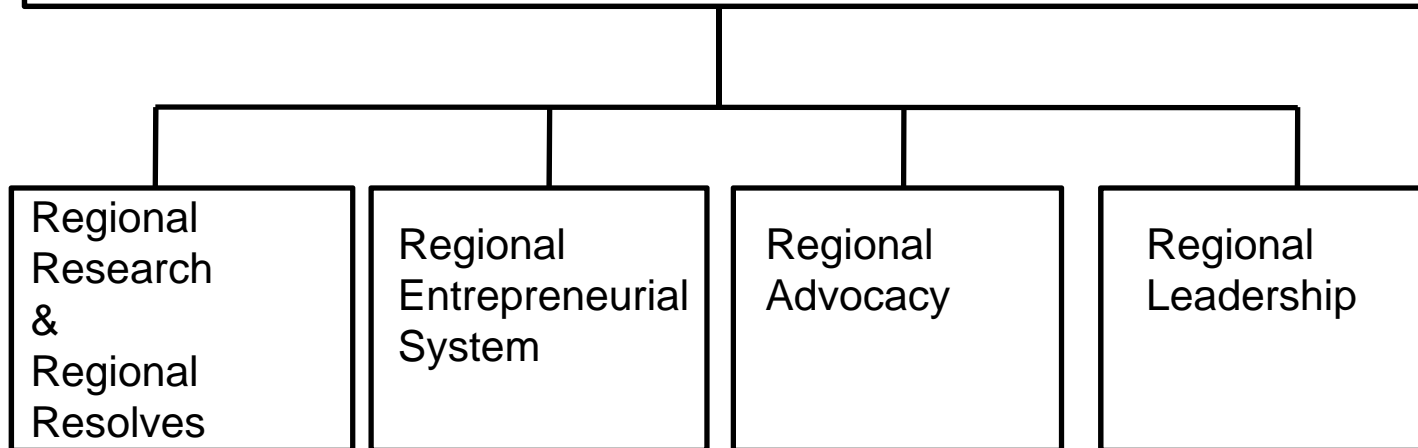 Regional
Research
&
Regional
Resolves
Regional
Entrepreneurial
System
Regional
Advocacy
Regional
Leadership